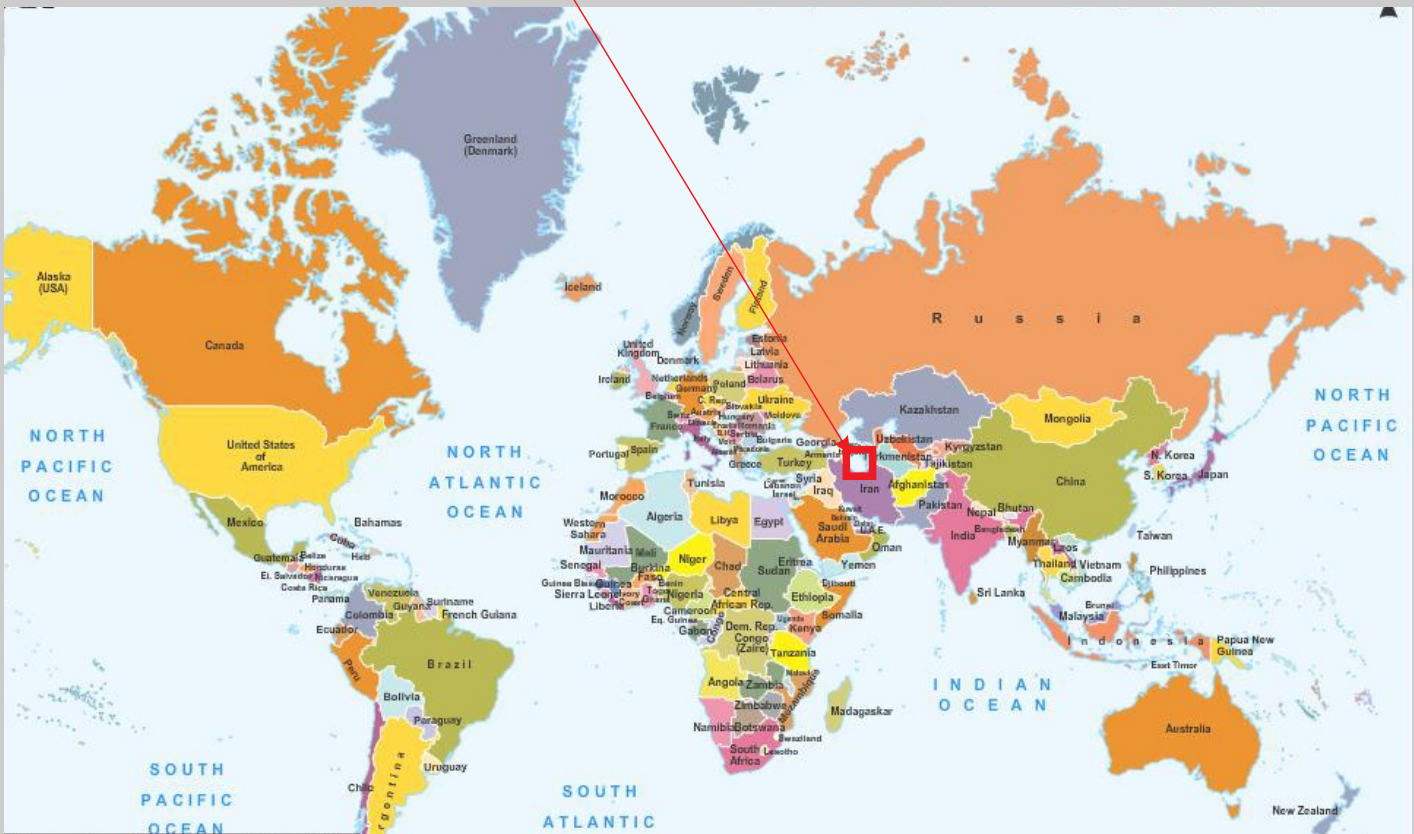 Greenland
(Denmark)
Alaska
(USA)
Iceland
Sweden
Finland
Norway
R u s s i a
Canada
United
Kingdom
Denmark
Estonia
Latvia
Lithuania
Ireland
Netherlands
Belgium
Germany
Poland
Belarus
C. Rep.
Slovakia
Ukraine
Kazakhstan
Mongolia
NORTH
PACIFIC
OCEAN
France
Austria
Hungary
Romania
Moldova
Italy
Serbia
Bulgaria
Georgia
Uzbekistan
Kyrgyzstan
NORTH
PACIFIC
OCEAN
United States
of America
NORTH
ATLANTIC
OCEAN
Portugal
Spain
Greece
Turkey
Tajikistan
N. Korea
S. Korea
Japan
China
Tunisia
Lebanon
Israel
Syria
Iraq
Iran
Afghanistan
Pakistan
Nepal
Bhutan
Morocco
Algeria
Libya
Egypt
Kuwait
Saudi
Arabia
U.A.E.
Oman
India
Bangladesh
Myanmar
Laos
Taiwan
Mexico
Bahamas
Cuba
Haiti
Western
Sahara
Mauritania
Mali
Niger
Chad
Sudan
Eritrea
Yemen
Thailand
Vietnam
Cambodia
Philippines
Guatemala
Belize
Honduras
El. Salvador
Nicaragua
Costa Rica
Panama
Senegal
Burkina
Faso
Guinea
Sierra Leone
Liberia
Togo
Ghana
Benin
Nigeria
Djibouti
Ethiopia
Somalia
Sri Lanka
Venezuela
Guyana
Suriname
French Guiana
Colombia
Ecuador
Cameroon
Eq. Guinea
Central
African Rep.
Gabon
Congo
Dem. Rep.
Congo
(Zaire)
Uganda
Kenya
Tanzania
Brunei
Malaysia
I n d o n e s i a
Papua New
Guinea
East Timor
Peru
Brazil
Bolivia
Paraguay
Angola
Zambia
Mozambique
Zimbabwe
Namibia
Botswana
Madagaskar
Swaziland
South
Africa
Lesotho
INDIAN
OCEAN
Australia
SOUTH
PACIFIC
OCEAN
Chile
Uruguay
SOUTH
ATLANTIC
New Zealand